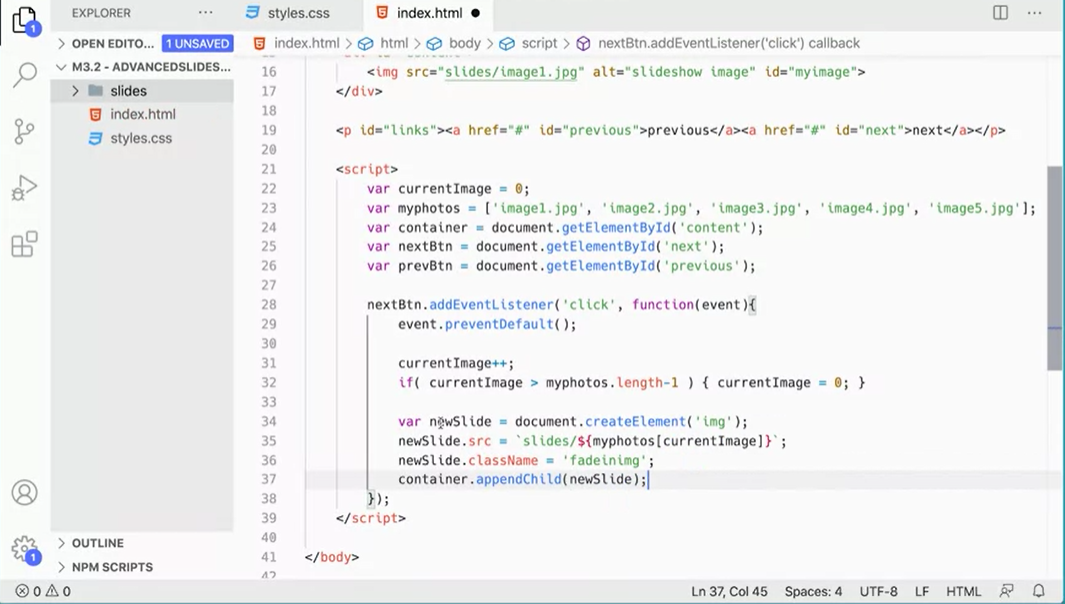 EXPLORER ···
styles.css
index.html ●
OPEN EDITO... 1 UNSAVED
index.html > html > body > script > nextBtn.addEventListener('click') callback
M3.2 - ADVANCEDSLIDES...
slides
index.html
styles.css
16 <img src="slides/image1.jpg" alt="slideshow image" id="myimage">
17 </div>
18
19 <p id="links"><a href="#" id="previous">previous</a><a href="#" id="next">next</a></p>
20
21 <script>
22 var currentImage = 0;
23 var myphotos = ['image1.jpg', 'image2.jpg', 'image3.jpg', 'image4.jpg', 'image5.jpg'];
24 var container = document.getElementById('content');
25 var nextBtn = document.getElementById('next');
26 var prevBtn = document.getElementById('previous');
27
28 nextBtn.addEventListener('click', function(event){
29 event.preventDefault();
30
31 currentImage++;
32 if( currentImage > myphotos.length-1 ) { currentImage = 0; }
33
34 var newSlide = document.createElement('img');
35 newSlide.src = `slides/${myphotos[currentImage]}`;
36 newSlide.className = 'fadeinimg';
37 container.appendChild(newSlide);
38 });
39 </script>
40
41 </body>
42
OUTLINE
NPM SCRIPTS
1
1
0 0
Ln 37, Col 45 Spaces: 4 UTF-8 LF HTML